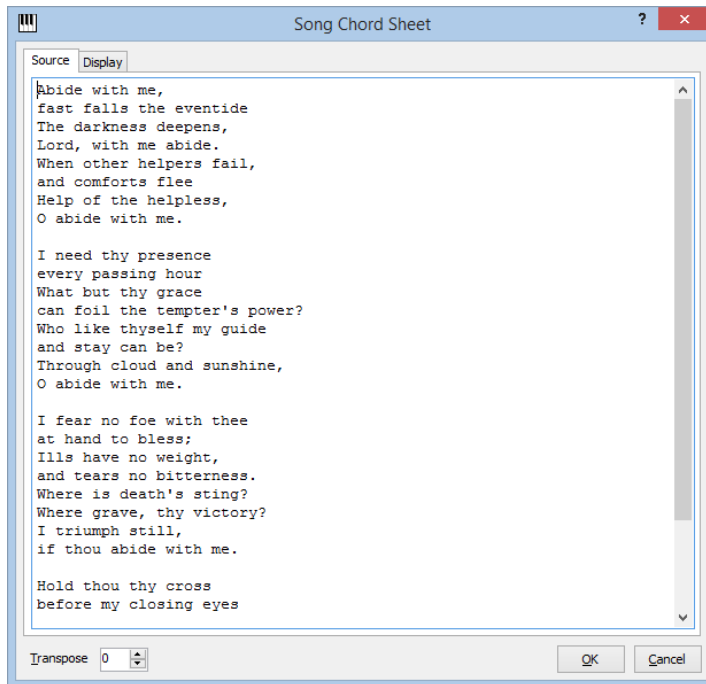 Song Chord Sheet
?
×
Source Display
Abide with me,
fast falls the eventide
The darkness deepens,
Lord, with me abide.
When other helpers fail,
and comforts flee
Help of the helpless,
O abide with me.
I need thy presence
every passing hour
What but thy grace
can foil the tempter's power?
Who like thyself my guide
and stay can be?
Through cloud and sunshine,
O abide with me.
I fear no foe with thee
at hand to bless;
Ills have no weight,
and tears no bitterness.
Where is death's sting?
Where grave, thy victory?
I triumph still,
if thou abide with me.
Hold thou thy cross
before my closing eyes
Transpose 0 OK Cancel